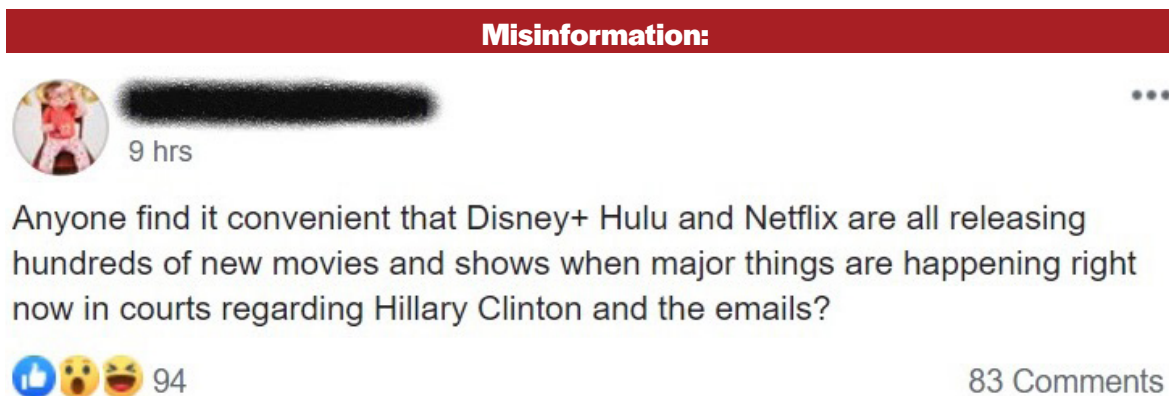 Misinformation:
9 hrs
Anyone find it convenient that Disney+ Hulu and Netflix are all releasing
hundreds of new movies and shows when major things are happening right
now in courts regarding Hillary Clinton and the emails?
94
83 Comments